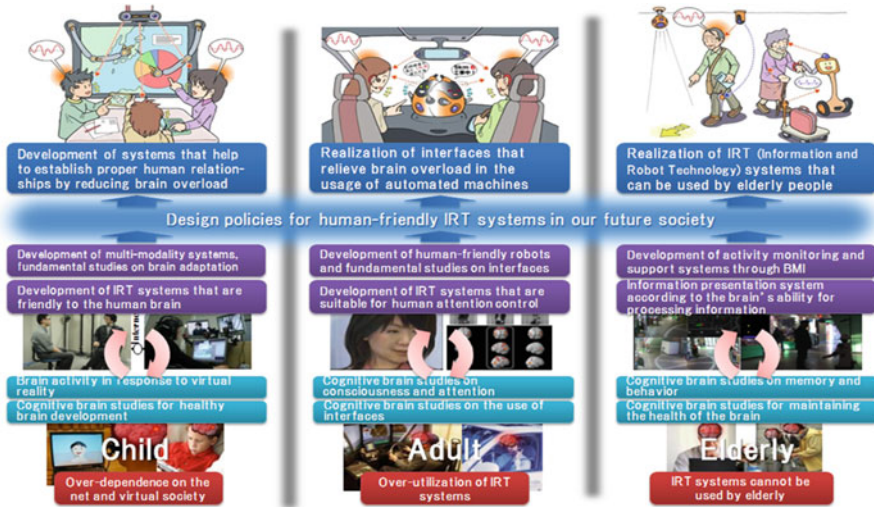 Development of systems that help
to establish proper human relation-
ships by reducing brain overload
Realization of interfaces that
relieve brain overload in the
usage of automated machines
Realization of IRT (Information and
Robot Technology) systems that
can be used by elderly people
Design policies for human-friendly IRT systems in our future society
Development of multi-modality systems,
fundamental studies on brain adaptation
Development of human-friendly robots
and fundamental studies on interfaces
Development of activity monitoring and
support systems through BMI
Development of IRT systems that are
friendly to the human brain
Development of IRT systems that are
suitable for human attention control
Information presentation system
according to the brain's ability for
processing information
Brain activity in response to virtual
reality
Cognitive brain studies on
consciousness and attention
Cognitive brain studies on memory and
behavior
Cognitive brain studies for healthy
brain development
Cognitive brain studies on the use of
interfaces
Cognitive brain studies for maintaining
the health of the brain
Child
Adult
Elderly
Over-dependence on the
net and virtual society
Over-utilization of IRT
systems
IRT systems cannot be
used by elderly